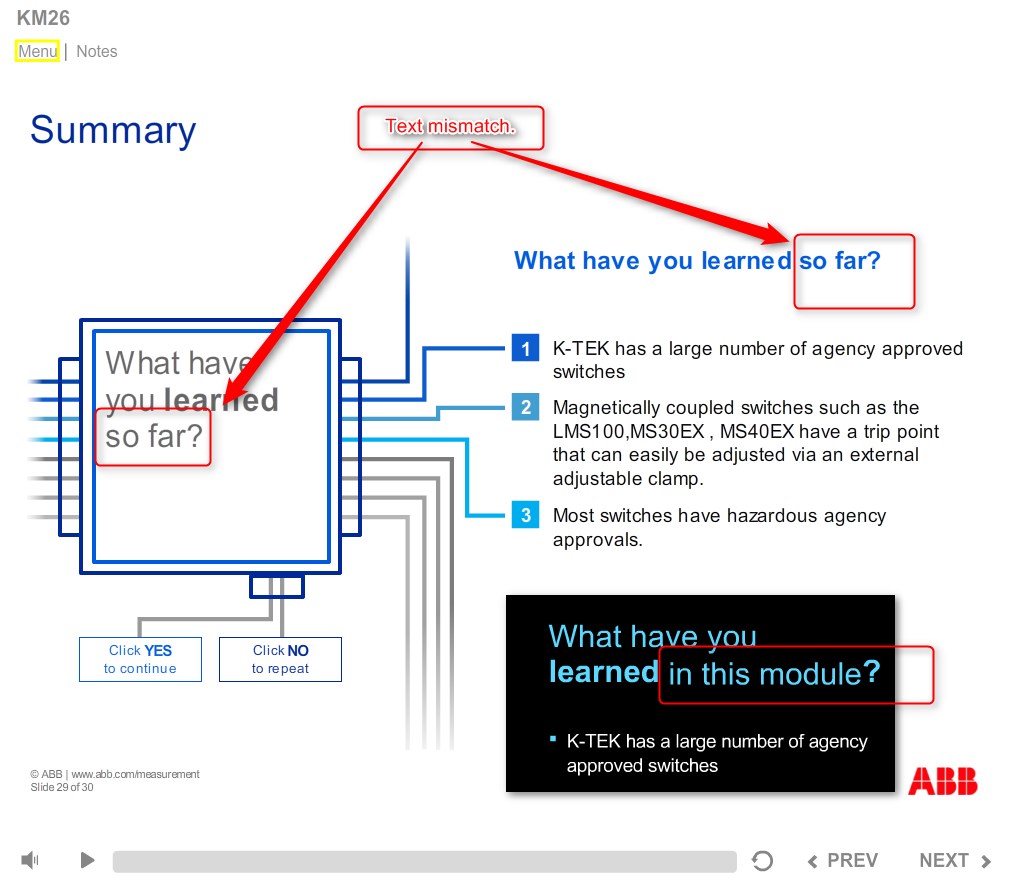 KM26
Menu | Notes
Summary
Text mismatch.
What have you learned so far?
What have
you learned
so far?
1 K-TEK has a large number of agency approved
switches
2 Magnetically coupled switches such as the
LMS100,MS30EX , MS40EX have a trip point
that can easily be adjusted via an external
adjustable clamp.
3 Most switches have hazardous agency
approvals.
Click YES
to continue
Click NO
to repeat
What have you
learned in this module?
▪ K-TEK has a large number of agency
approved switches
© ABB | www.abb.com/measurement
Slide 29 of 30
ABB
PREV
NEXT